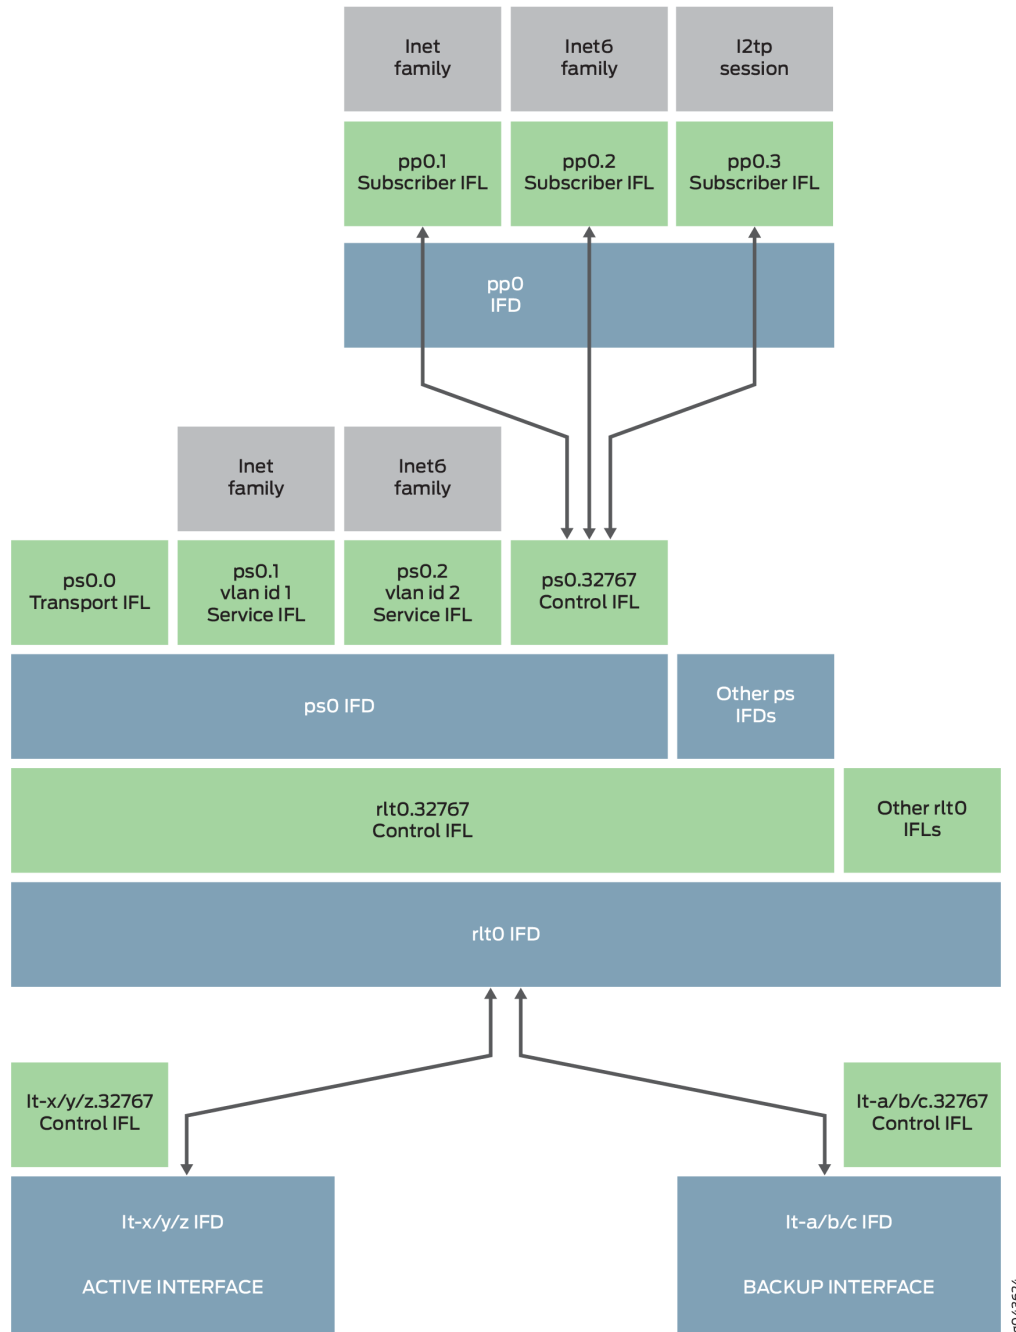 Inet
family
Inet6
family
l2tp
session
pp0.1
Subscriber IFL
pp0.2
Subscriber IFL
pp0.3
Subscriber IFL
pp0
IFD
Inet
family
Inet6
family
ps0.0
Transport IFL
ps0.1
vlan id 1
Service IFL
ps0.2
vlan id 2
Service IFL
ps0.32767
Control IFL
ps0 IFD
Other ps
IFDs
rlt0.32767
Control IFL
Other rlt0
IFLs
rlt0 IFD
lt-x/y/z.32767
Control IFL
lt-a/b/c.32767
Control IFL
lt-x/y/z IFD
ACTIVE INTERFACE
lt-a/b/c IFD
BACKUP INTERFACE